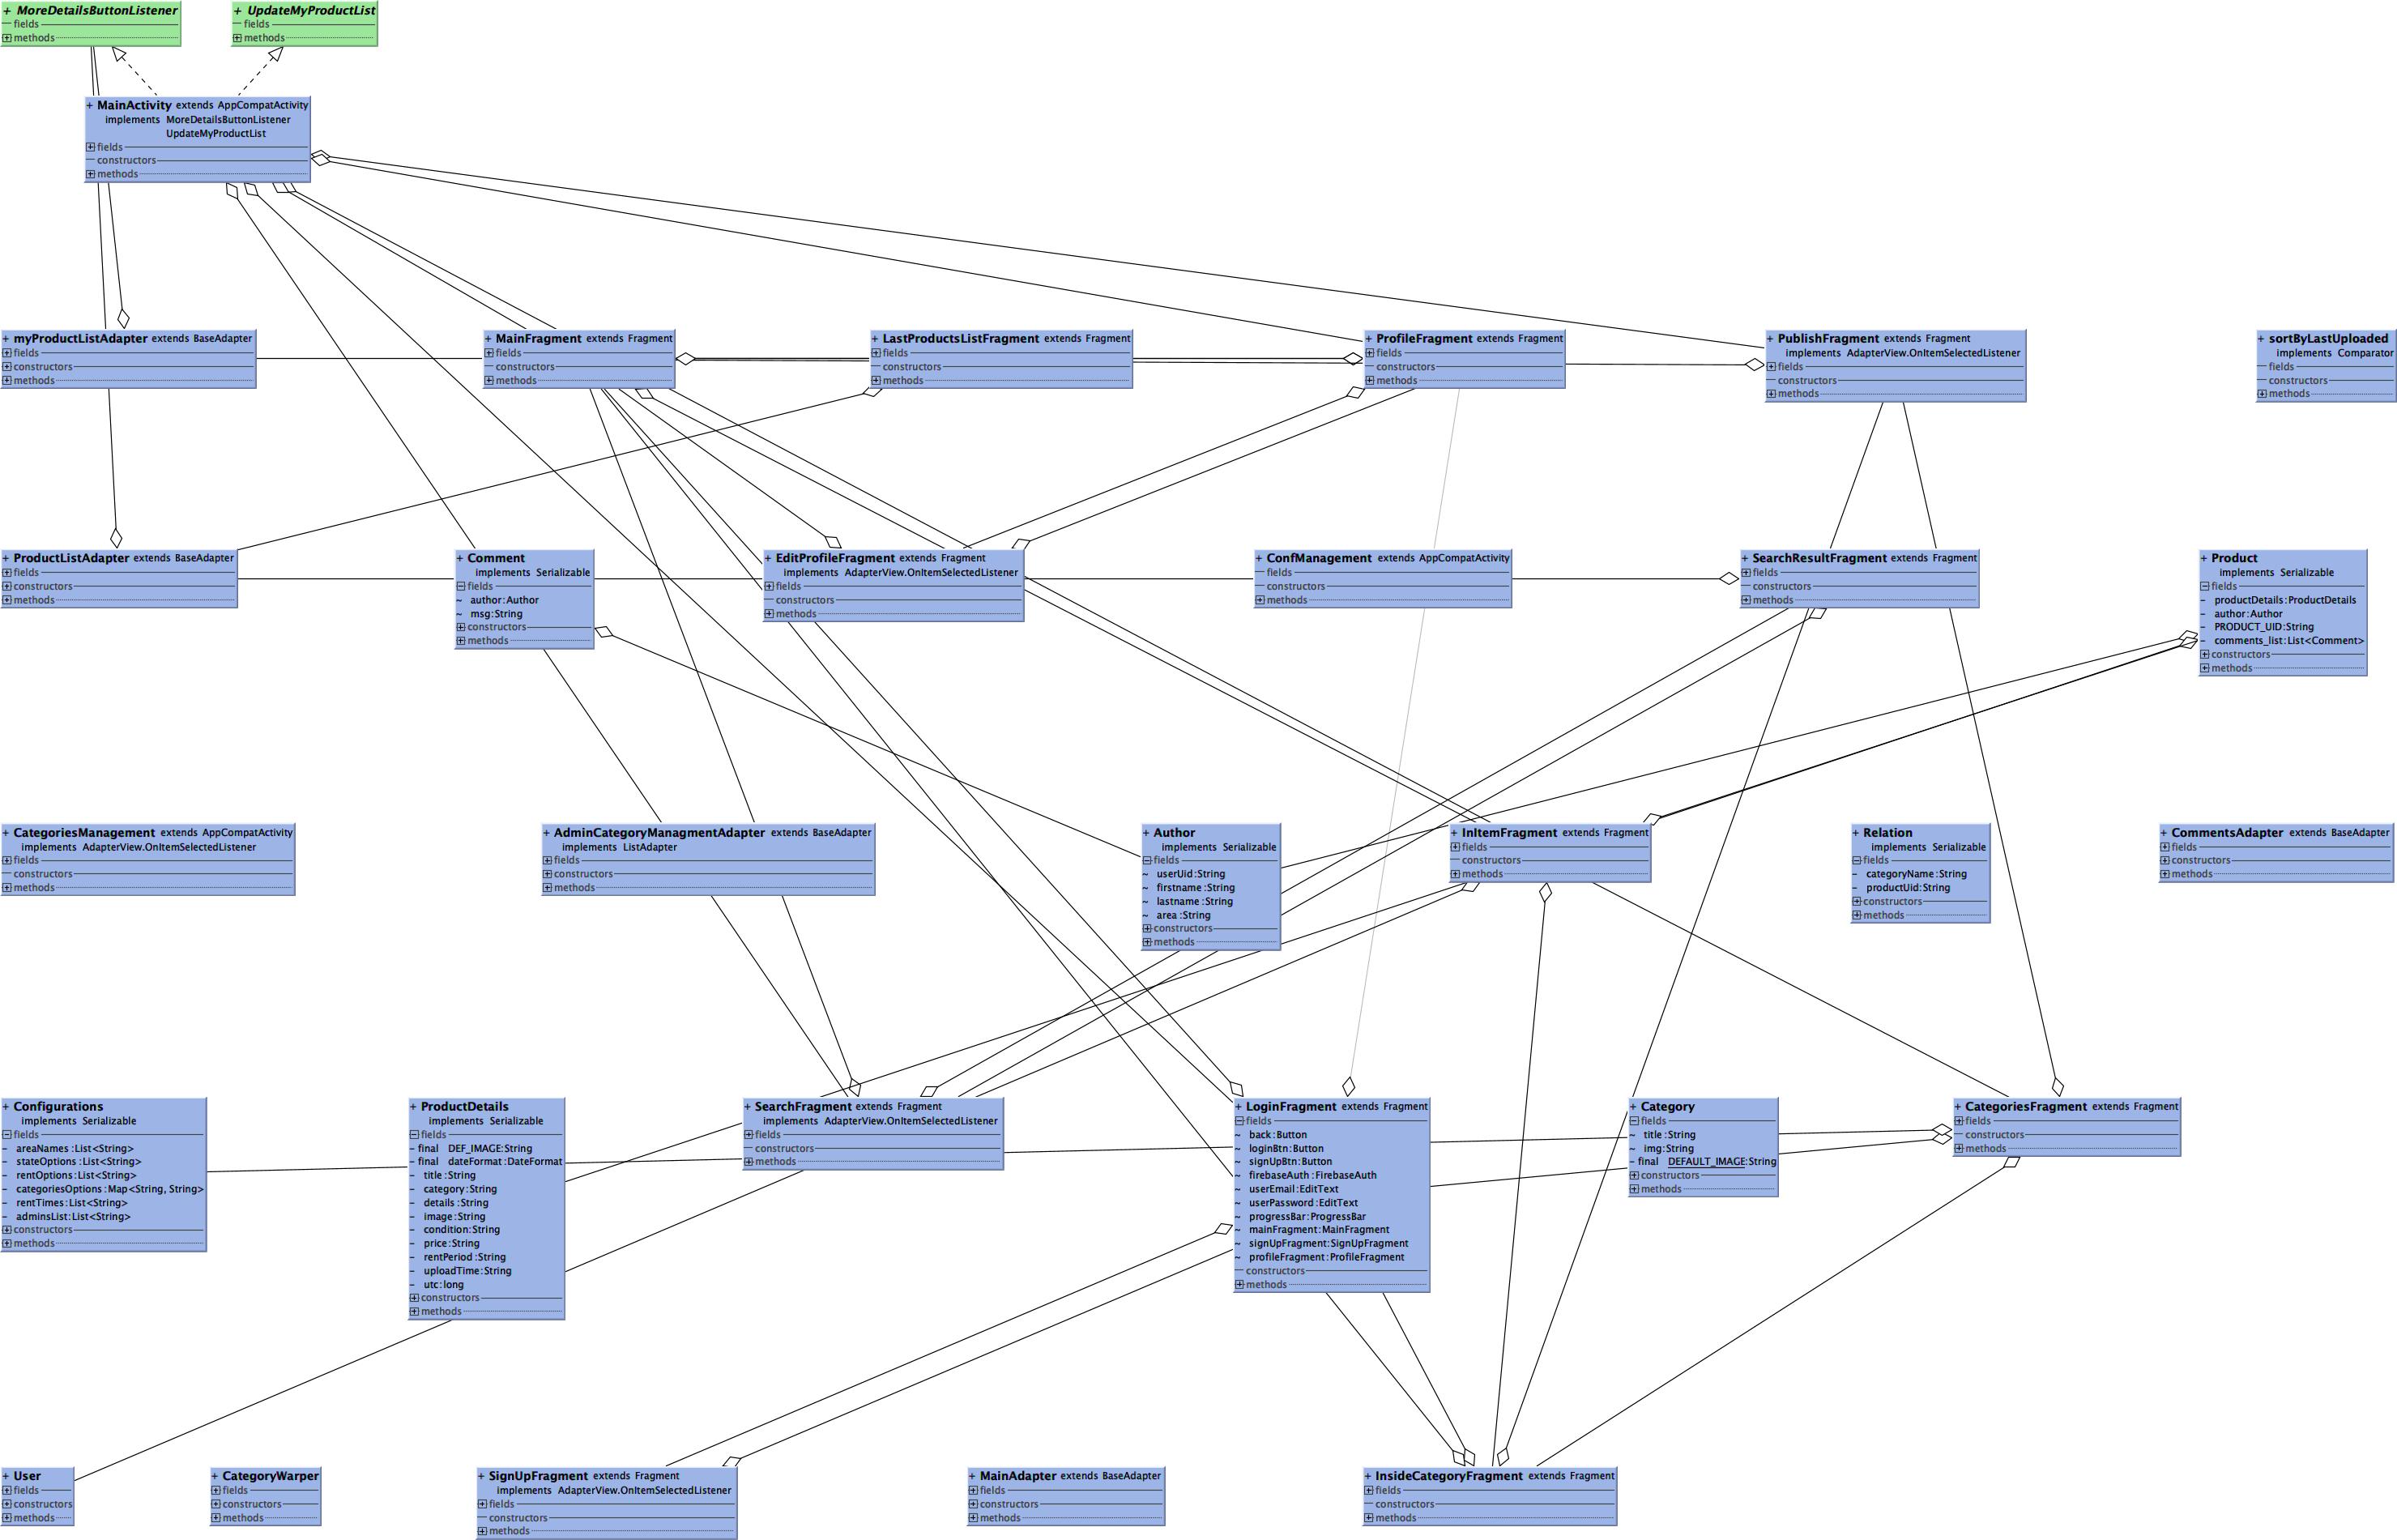 + MoreDetailsButtonListener
fields
methods
+ UpdateMyProductList
fields
methods
+ MainActivity extends AppCompatActivity
implements MoreDetailsButtonListener
UpdateMyProductList
fields
constructors
methods
+ myProductListAdapter extends BaseAdapter
fields
constructors
methods
+ MainFragment extends Fragment
fields
constructors
methods
+ LastProductsListFragment extends Fragment
fields
constructors
methods
+ ProfileFragment extends Fragment
fields
constructors
methods
+ PublishFragment extends Fragment
implements AdapterView.OnItemSelectedListener
fields
constructors
methods
+ sortByLastUploaded
implements Comparator
fields
constructors
methods
+ ProductListAdapter extends BaseAdapter
fields
constructors
methods
+ Comment
implements Serializable
fields
~ author:Author
~ msg:String
constructors
methods
+ EditProfileFragment extends Fragment
implements AdapterView.OnItemSelectedListener
fields
constructors
methods
+ ConfManagement extends AppCompatActivity
fields
constructors
methods
+ SearchResultFragment extends Fragment
fields
constructors
methods
+ Product
implements Serializable
fields
- productDetails:ProductDetails
- author:Author
- PRODUCT_UID:String
- comments_list:List<Comment>
constructors
methods
+ CategoriesManagement extends AppCompatActivity
implements AdapterView.OnItemSelectedListener
fields
constructors
methods
+ AdminCategoryManagmentAdapter extends BaseAdapter
implements ListAdapter
fields
constructors
methods
+ Author
implements Serializable
fields
~ userUid:String
~ firstname:String
~ lastname:String
~ area:String
constructors
methods
+ InItemFragment extends Fragment
fields
constructors
methods
+ Relation
implements Serializable
fields
- categoryName:String
- productUid:String
constructors
methods
+ CommentsAdapter extends BaseAdapter
fields
constructors
methods
+ Configurations
implements Serializable
fields
- areaNames:List<String>
- stateOptions:List<String>
- rentOptions:List<String>
- categoriesOptions:Map<String, String>
- rentTimes:List<String>
- adminsList:List<String>
constructors
methods
+ ProductDetails
implements Serializable
fields
- final DEF_IMAGE:String
- final dateFormat:DateFormat
- title:String
- category:String
- details:String
- image:String
- condition:String
- price:String
- rentPeriod:String
- uploadTime:String
- utc:long
constructors
methods
+ SearchFragment extends Fragment
implements AdapterView.OnItemSelectedListener
fields
constructors
methods
+ LoginFragment extends Fragment
fields
~ back:Button
~ loginBtn:Button
~ signUpBtn:Button
~ firebaseAuth:FirebaseAuth
~ userEmail:EditText
~ userPassword:EditText
~ progressBar:ProgressBar
~ mainFragment:MainFragment
~ signUpFragment:SignUpFragment
~ profileFragment:ProfileFragment
constructors
methods
+ Category
fields
~ title:String
~ img:String
- final DEFAULT_IMAGE:String
constructors
methods
+ CategoriesFragment extends Fragment
fields
constructors
methods
+ User
fields
constructors
methods
+ CategoryWarper
fields
constructors
methods
+ SignUpFragment extends Fragment
implements AdapterView.OnItemSelectedListener
fields
constructors
methods
+ MainAdapter extends BaseAdapter
fields
constructors
methods
+ InsideCategoryFragment extends Fragment
fields
constructors
methods